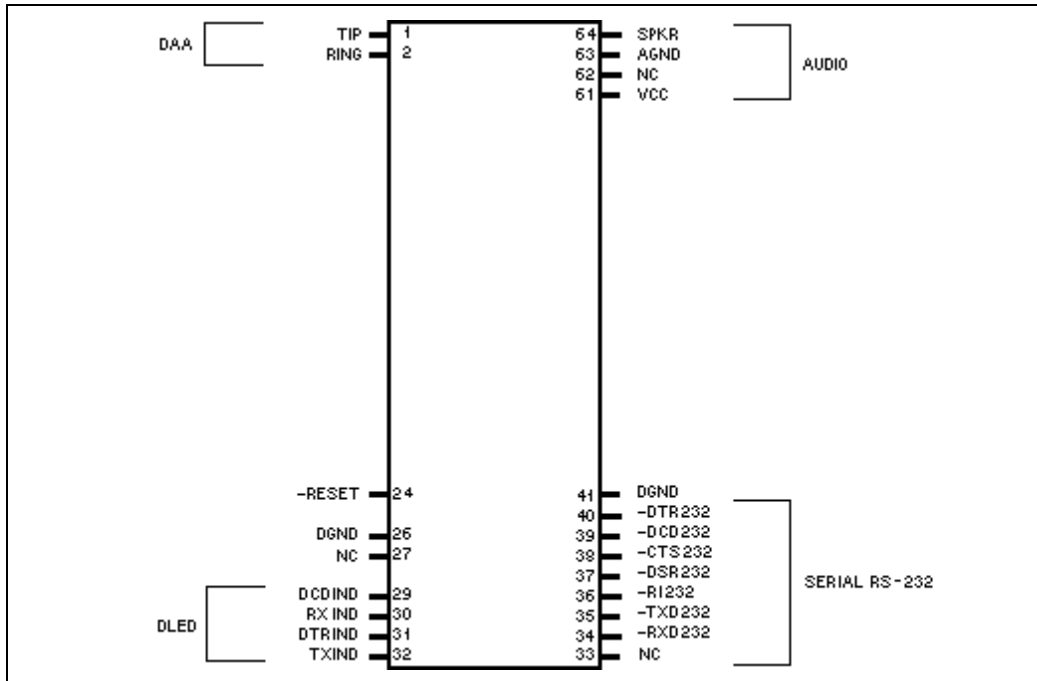 DAA
TIP 1
RING 2
64 SPKR
63 AGND
62 NC
61 VCC
AUDIO
-RESET 24
DGND 26
NC 27
DLED
DCDIND 29
RX IND 30
DTRIND 31
TXIND 32
41 DGND
40 -DTR232
39 -DCD232
38 -CTS232
37 -DSR232
36 -RI232
35 -TXD232
34 -RXD232
33 NC
SERIAL RS-232